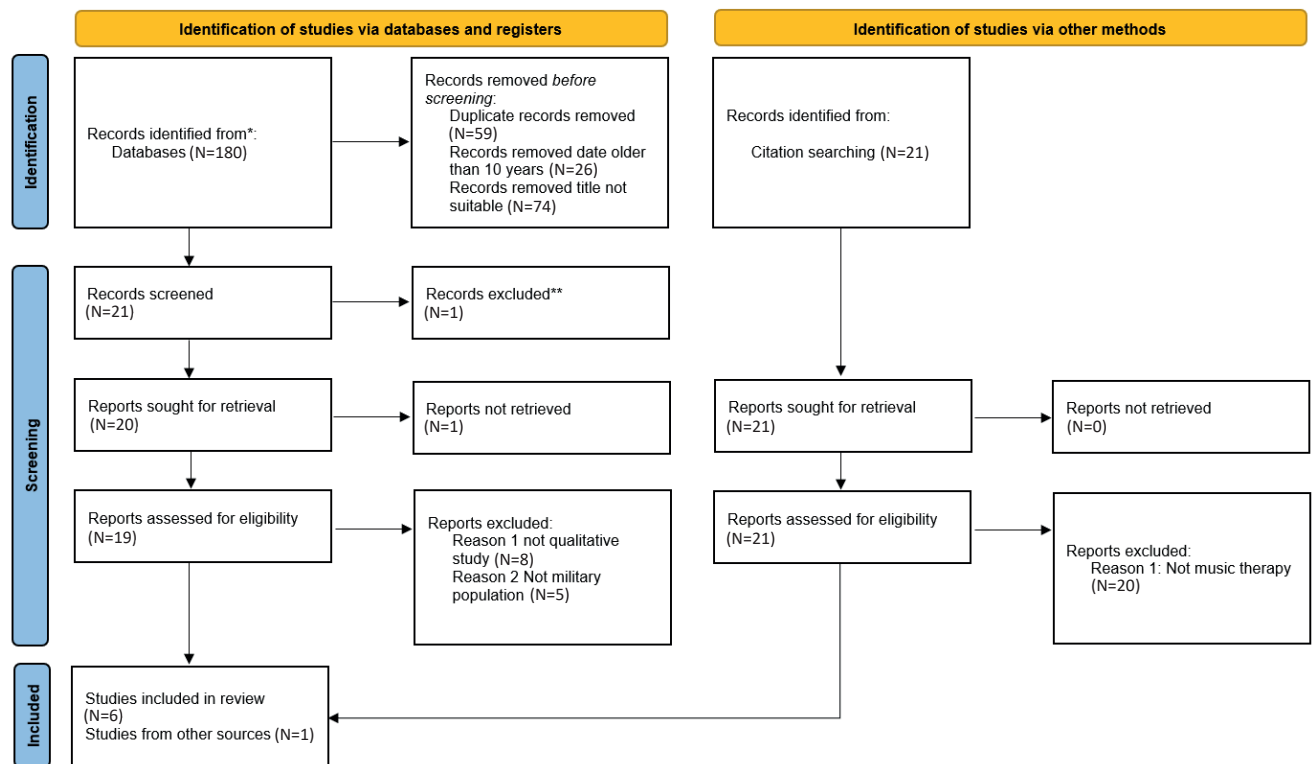 Identification of studies via databases and registers
Identification of studies via other methods
Identification
Records identified from*:
Databases (N=180)
Records removed before
screening:
Duplicate records removed
(N=59)
Records removed date older
than 10 years (N=26)
Records removed title not
suitable (N=74)
Records identified from:
Citation searching (N=21)
Screening
Records screened
(N=21)
Records excluded**
(N=1)
Reports sought for retrieval
(N=20)
Reports not retrieved
(N=1)
Reports sought for retrieval
(N=21)
Reports not retrieved
(N=0)
Reports assessed for eligibility
(N=19)
Reports excluded:
Reason 1 not qualitative
study (N=8)
Reason 2 Not military
population (N=5)
Reports assessed for eligibility
(N=21)
Reports excluded:
Reason 1: Not music therapy
(N=20)
Included
Studies included in review
(N=6)
Studies from other sources (N=1)